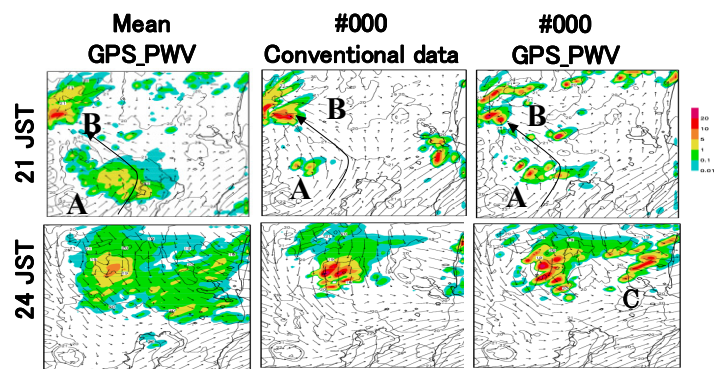 Mean
GPS_PWV
#000
Conventional data
#000
GPS_PWV
21 JST
B
A
B
A
B
A
20
10
5
1
0.1
0.01
24 JST
C